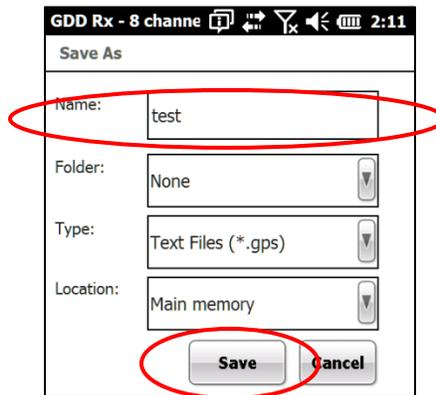 GDD Rx - 8 channe 2:11
Save As
Name: test
Folder: None
Type: Text Files (*.gps)
Location: Main memory
Save Cancel